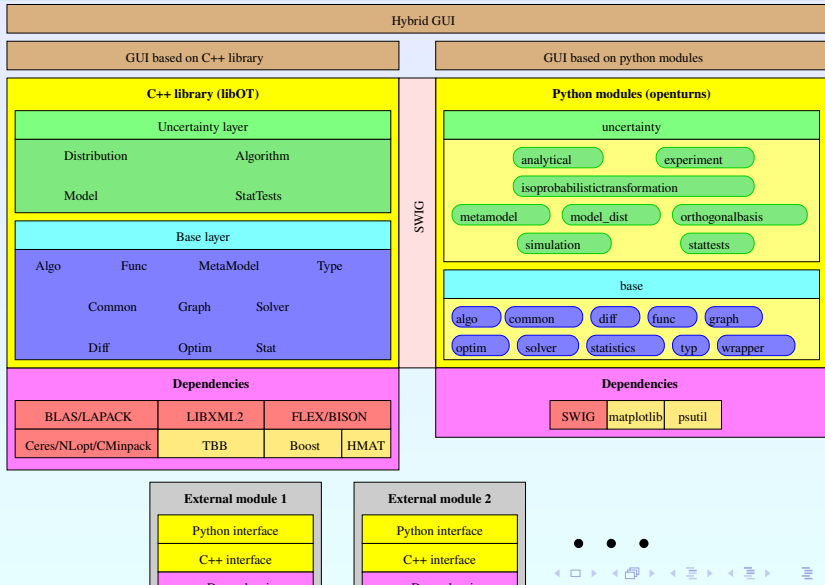 Hybrid GUI
GUI based on C++ library
GUI based on python modules
C++ library (libOT)
Uncertainty layer
Distribution Algorithm
Model StatTests
Base layer
Algo Func MetaModel Type
Common Graph Solver
Diff Optim Stat
Dependencies
BLAS/LAPACK LIBXML2 FLEX/BISON
Ceres/NLopt/CMinpack TBB Boost HMAT
SWIG
Python modules (openturns)
uncertainty
analytical experiment
isoprobabilistictransformation
metamodel model_dist orthogonalbasis
simulation stattests
base
algo common diff func graph
optim solver statistics typ wrapper
Dependencies
SWIG matplotlib psutil
External module 1
Python interface
C++ interface
External module 2
Python interface
C++ interface